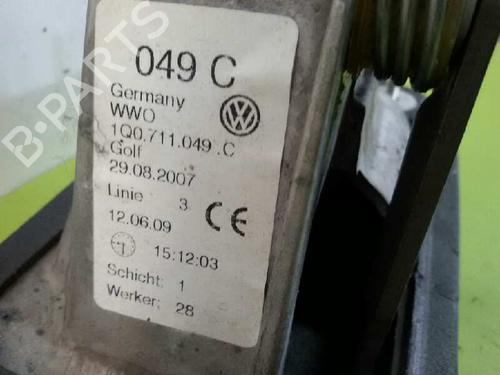 B-PARTS
049 C
Germany
WWO
1Q0.711.049 .C
Golf
29.08.2007
Linie 3
CE
12.06.09
15:12:03
Schicht: 1
Werker: 28